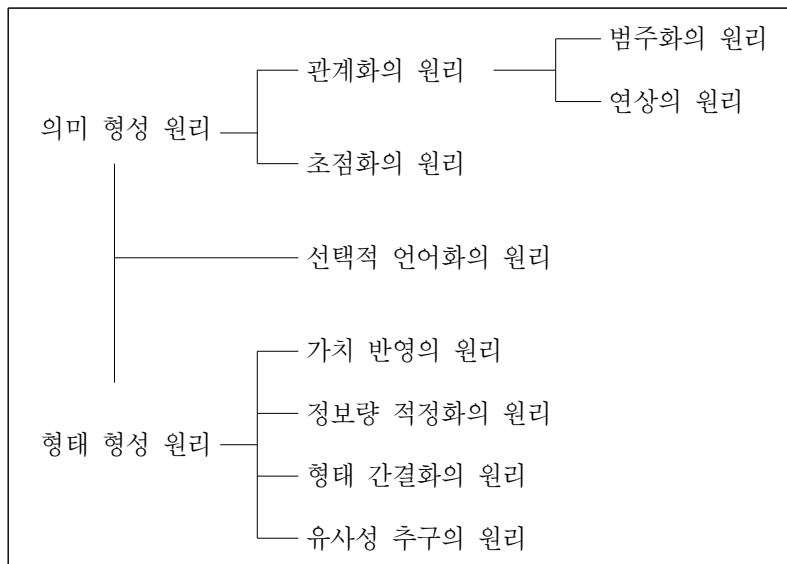 범주화의 원리
관계화의 원리
연상의 원리
의미 형성 원리
초점화의 원리
선택적 언어화의 원리
가치 반영의 원리
정보량 적정화의 원리
형태 형성 원리
형태 간결화의 원리
유사성 추구의 원리